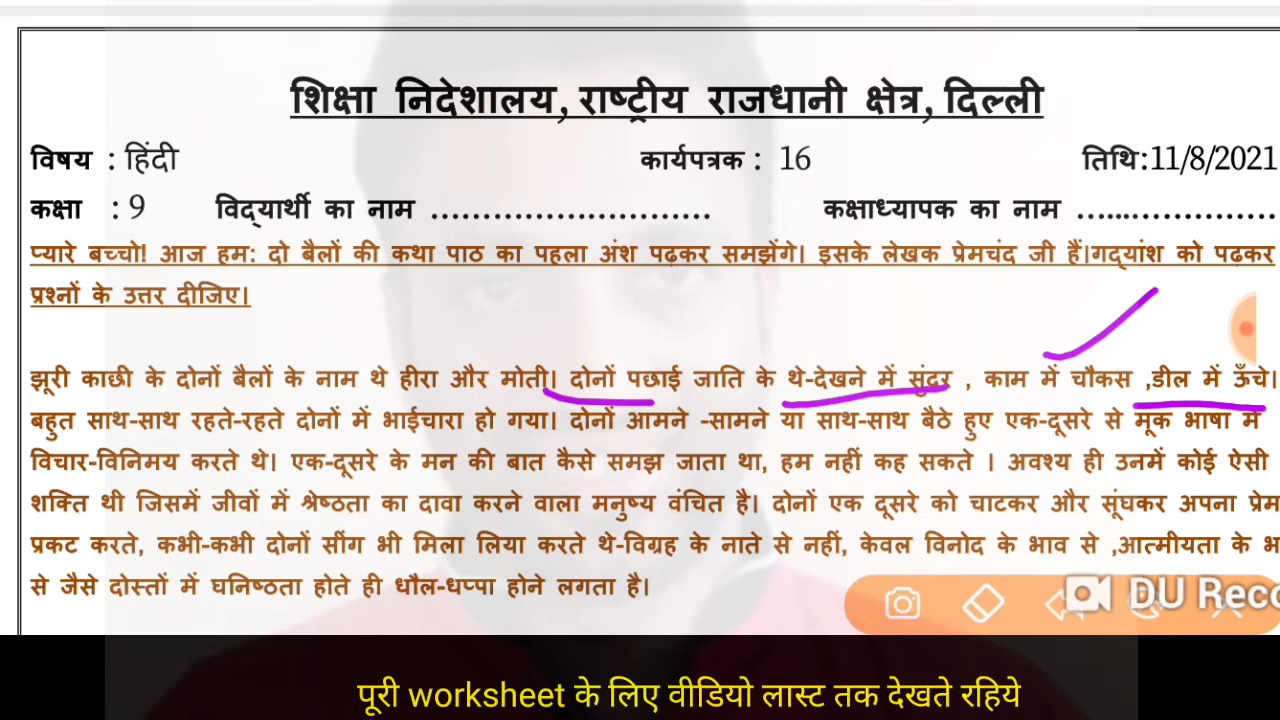 शिक्षा निदेशालय, राष्ट्रीय राजधानी क्षेत्र, दिल्ली
विषय : हिंदी कार्यपत्रक : 16 तिथि:11/8/2021
कक्षा : 9 विद्यार्थी का नाम ........................... कक्षाध्यापक का नाम ....................
प्यारे बच्चो! आज हम: दो बैलों की कथा पाठ का पहला अंश पढ़कर समझेंगे। इसके लेखक प्रेमचंद जी हैं।गद्यांश को पढ़कर
प्रश्नों के उत्तर दीजिए।
झूरी काछी के दोनों बैलों के नाम थे हीरा और मोती। दोनों पछाई जाति के थे-देखने में सुंदर , काम में चौकस ,डील में ऊँचे।
बहुत साथ-साथ रहते-रहते दोनों में भाईचारा हो गया। दोनों आमने -सामने या साथ-साथ बैठे हुए एक-दूसरे से मूक भाषा में
विचार-विनिमय करते थे। एक-दूसरे के मन की बात कैसे समझ जाता था, हम नहीं कह सकते । अवश्य ही उनमें कोई ऐसी
शक्ति थी जिसमें जीवों में श्रेष्ठता का दावा करने वाला मनुष्य वंचित है। दोनों एक दूसरे को चाटकर और सूंघकर अपना प्रेम
प्रकट करते, कभी-कभी दोनों सींग भी मिला लिया करते थे-विग्रह के नाते से नहीं, केवल विनोद के भाव से ,आत्मीयता के
से जैसे दोस्तों में घनिष्ठता होते ही धौल-धप्पा होने लगता है।
DU Reco
पूरी worksheet के लिए वीडियो लास्ट तक देखते रहिये